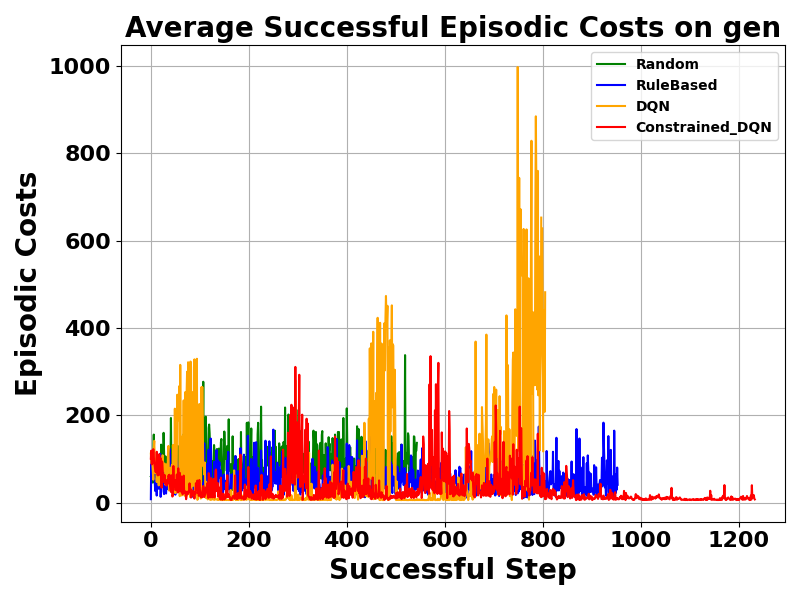 Average Successful Episodic Costs on gen
Random
RuleBased
DQN
Constrained_DQN
Episodic Costs
1000
800
600
400
200
0
0 200 400 600 800 1000 1200
Successful Step